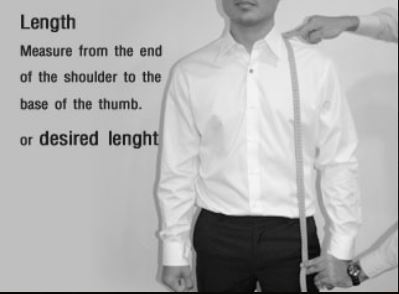 Length
Measure from the end
of the shoulder to the
base of the thumb.
or desired lenght